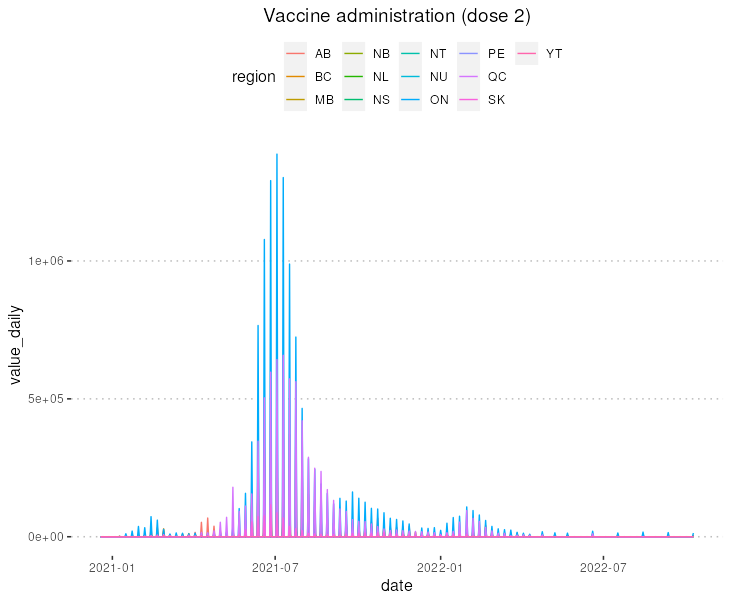 Vaccine administration (dose 2)
region
AB NB NT PE YT
BC NL NU QC
MB NS ON SK
value_daily
1e+06
5e+05
0e+00
2021-01 2021-07 2022-01 2022-07
date